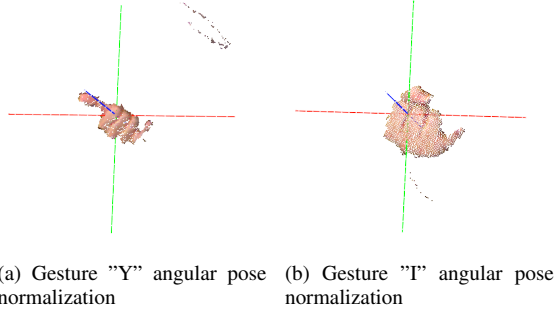 (a) Gesture ”Y” angular pose
normalization
(b) Gesture ”I” angular pose
normalization